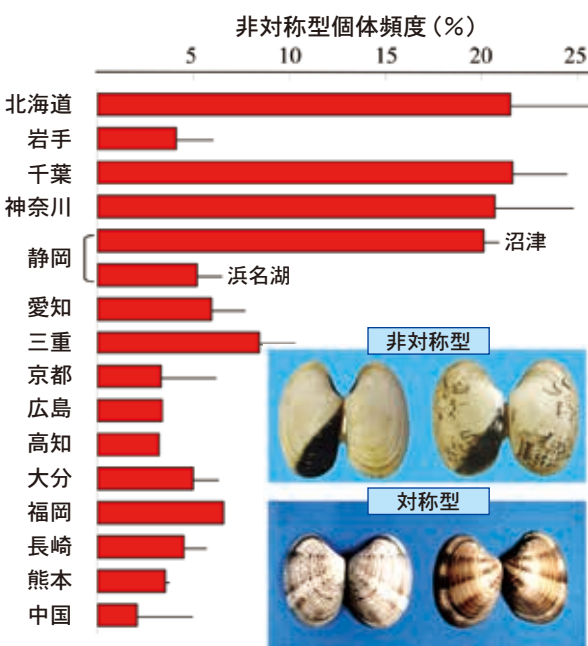 非対称型個体頻度（％）
5 10 15 20 25
北海道
岩手
千葉
神奈川
静岡
沼津
浜名湖
愛知
三重
京都
広島
高知
大分
福岡
長崎
熊本
中国
非対称型
対称型